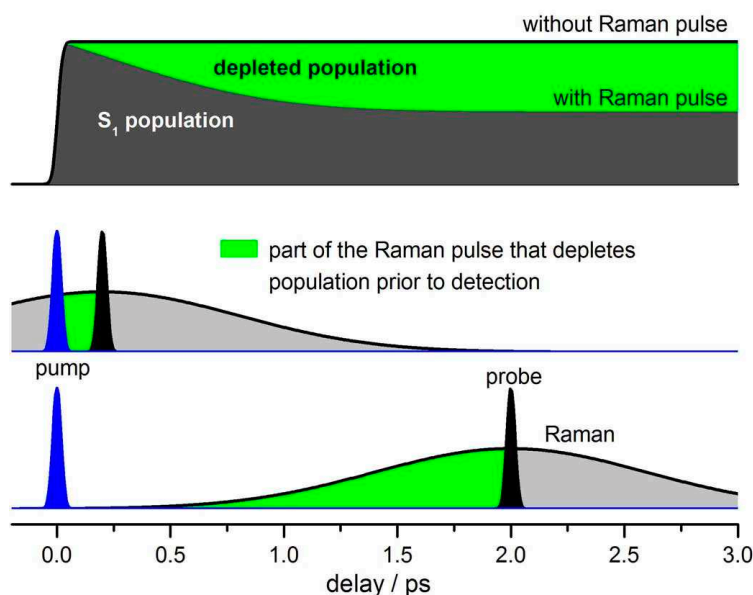 without Raman pulse
depleted population
with Raman pulse
S₁ population
part of the Raman pulse that depletes
population prior to detection
pump
probe
Raman
0.0 0.5 1.0 1.5 2.0 2.5 3.0
delay / ps